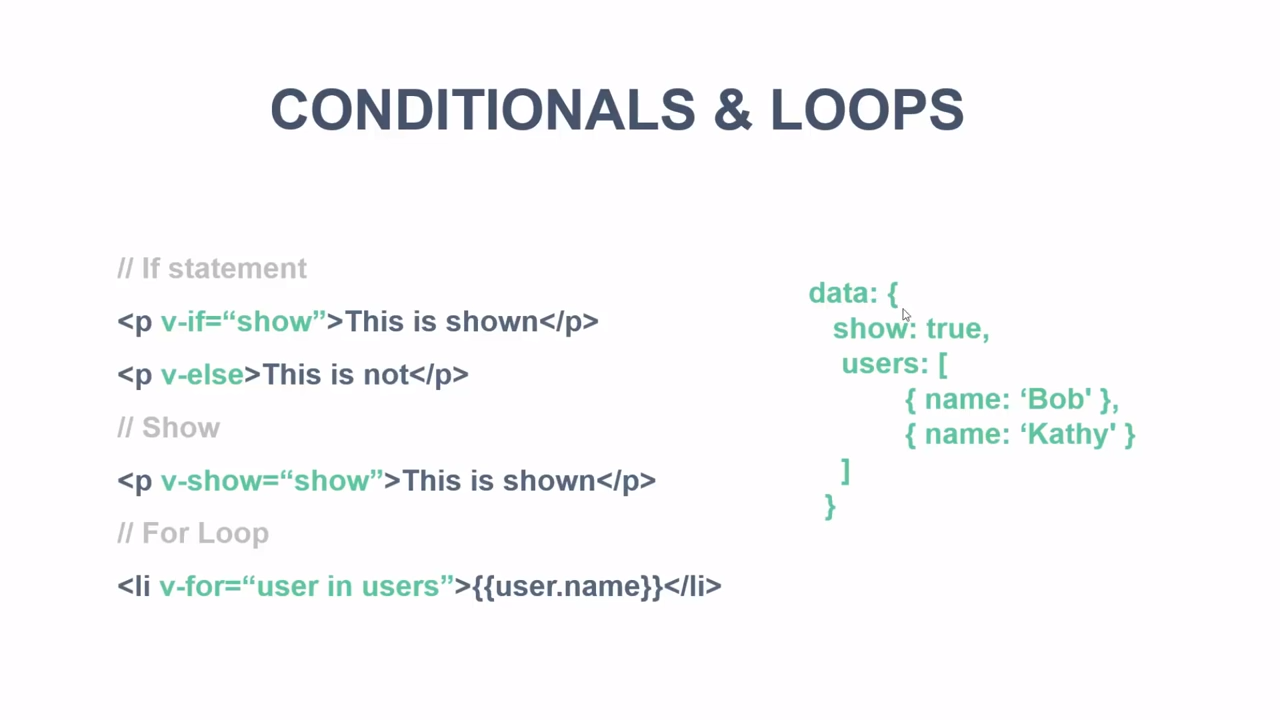 CONDITIONALS & LOOPS
// If statement
<p v-if=“show”>This is shown</p>
<p v-else>This is not</p>
// Show
<p v-show=“show”>This is shown</p>
// For Loop
<li v-for=“user in users”>{{user.name}}</li>
data: {
show: true,
users: [
{ name: ‘Bob' },
{ name: ‘Kathy' }
]
}